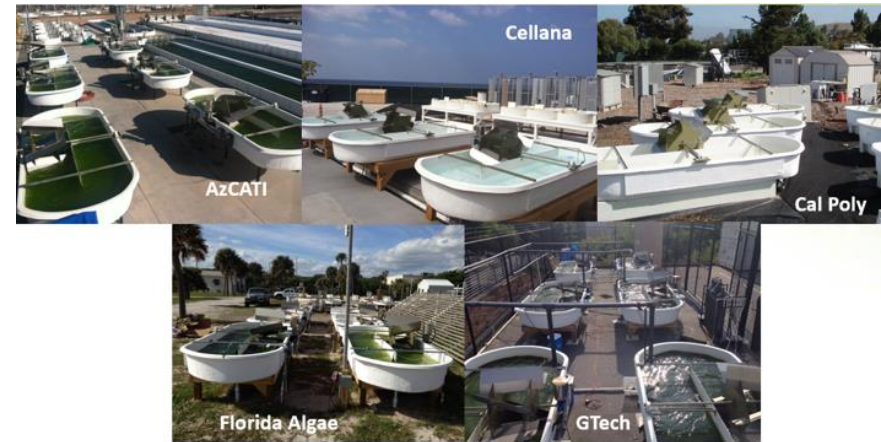 Cellana
AzCATI
Cal Poly
Florida Algae
GTech